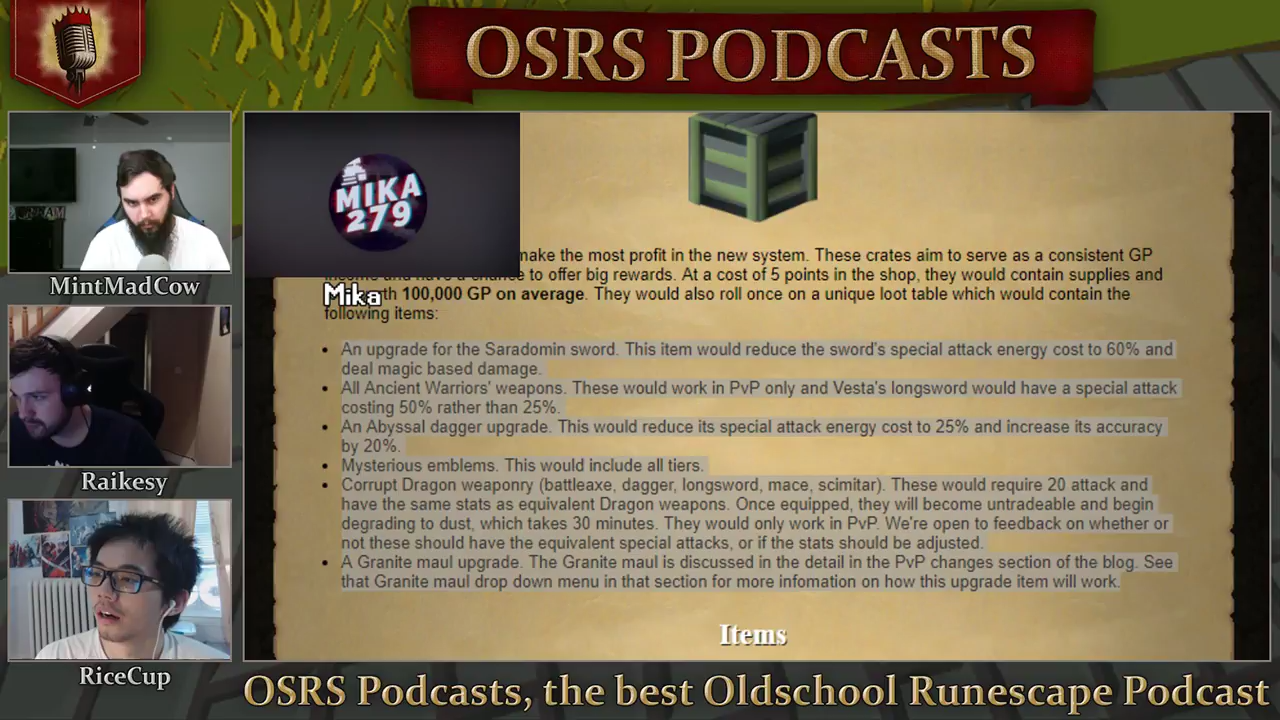 OSRS PODCASTS
MIKA
279
Mika
MintMadCow
Raikesy
RiceCup
make the most profit in the new system. These crates aim to serve as a consistent GP
income and have a chance to offer big rewards. At a cost of 5 points in the shop, they would contain supplies and
th 100,000 GP on average. They would also roll once on a unique loot table which would contain the
following items:
• An upgrade for the Saradomin sword. This item would reduce the sword's special attack energy cost to 60% and
deal magic based damage.
• All Ancient Warriors' weapons. These would work in PvP only and Vesta's longsword would have a special attack
costing 50% rather than 25%.
• An Abyssal dagger upgrade. This would reduce its special attack energy cost to 25% and increase its accuracy
by 20%.
• Mysterious emblems. This would include all tiers.
• Corrupt Dragon weaponry (battleaxe, dagger, longsword, mace, scimitar). These would require 20 attack and
have the same stats as equivalent Dragon weapons. Once equipped, they will become untradeable and begin
degrading to dust, which takes 30 minutes. They would only work in PvP. We're open to feedback on whether or
not these should have the equivalent special attacks, or if the stats should be adjusted.
• A Granite maul upgrade. The Granite maul is discussed in the detail in the PvP changes section of the blog. See
that Granite maul drop down menu in that section for more infomation on how this upgrade item will work.
Items
OSRS Podcasts, the best Oldschool Runescape Podcast